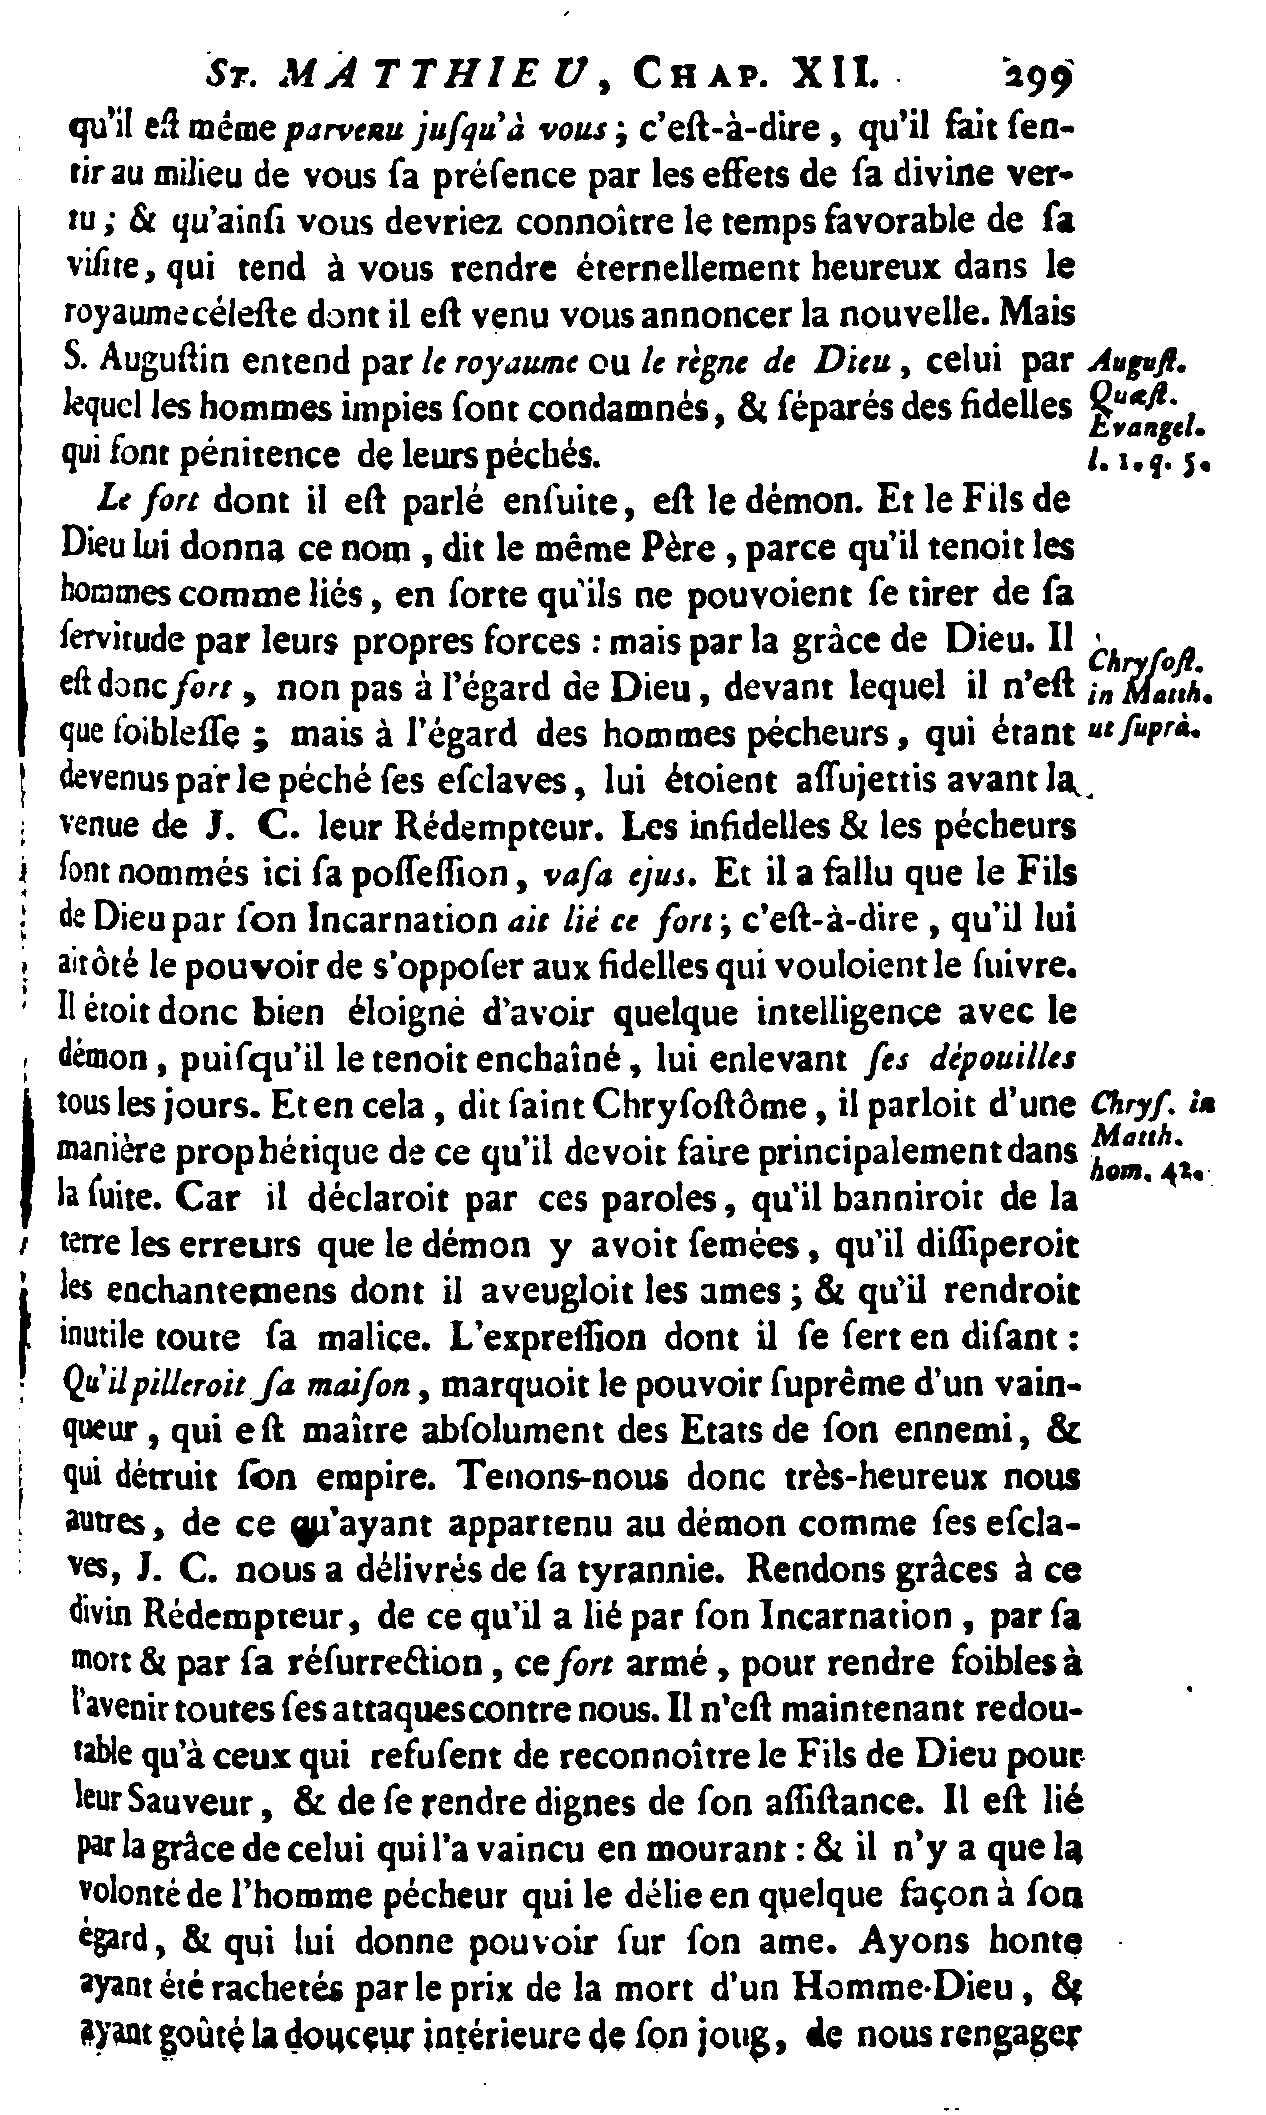 St. MATTHIEU, CHAP. XII. 299
qu'il eſt même parvenu juſqu'à vous ; c'eſt-à-dire , qu'il fait ſen-
tir au milieu de vous ſa préſence par les effets de ſa divine ver-
tu ; & qu'ainſi vous devriez connoître le temps favorable de ſa
viſite, qui tend à vous rendre éternellement heureux dans le
royaume céleſte dont il eſt venu vous annoncer la nouvelle. Mais
S. Auguſtin entend par le royaume ou le règne de Dieu , celui par
lequel les hommes impies ſont condamnés, & ſéparés des fidelles
qui font pénitence de leurs péchés.
Auguſt.
Quæſt.
Evangel.
l. 1. q. 5.
Le fort dont il eſt parlé enſuite, eſt le démon. Et le Fils de
Dieu lui donna ce nom , dit le même Père , parce qu'il tenoit les
hommes comme liés, en ſorte qu'ils ne pouvoient ſe tirer de ſa
ſervitude par leurs propres forces : mais par la grâce de Dieu. Il
eſt donc fort , non pas à l'égard de Dieu, devant lequel il n'eſt
que foibleſſe ; mais à l'égard des hommes pécheurs, qui étant
devenus par le péché ſes eſclaves, lui étoient aſſujettis avant la
venue de J. C. leur Rédempteur. Les infidelles & les pécheurs
ſont nommés ici ſa poſſeſſion, vaſa ejus. Et il a fallu que le Fils
de Dieu par ſon Incarnation ait lié ce fort ; c'eſt-à-dire , qu'il lui
ait ôté le pouvoir de s'oppoſer aux fidelles qui vouloient le ſuivre.
Il étoit donc bien éloigné d'avoir quelque intelligence avec le
démon , puiſqu'il le tenoit enchaîné , lui enlevant ſes dépouilles
tous les jours. Et en cela , dit ſaint Chryſoſtôme, il parloit d'une
manière prophétique de ce qu'il devoit faire principalement dans
la ſuite. Car il déclaroit par ces paroles, qu'il banniroit de la
terre les erreurs que le démon y avoit ſemées , qu'il diſſiperoit
les enchantemens dont il aveugloit les ames ; & qu'il rendroit
inutile toute ſa malice. L'expreſſion dont il ſe ſert en diſant :
Qu'il pilleroit ſa maiſon , marquoit le pouvoir ſuprême d'un vain-
queur , qui eſt maître abſolument des Etats de ſon ennemi, &
qui détruit ſon empire. Tenons-nous donc très-heureux nous
autres, de ce qu'ayant appartenu au démon comme ſes eſcla-
ves, J. C. nous a délivrés de ſa tyrannie. Rendons grâces à ce
divin Rédempteur, de ce qu'il a lié par ſon Incarnation , par ſa
mort & par ſa réſurrection , ce fort armé , pour rendre foibles à
l'avenir toutes ſes attaques contre nous. Il n'eſt maintenant redou-
table qu'à ceux qui refuſent de reconnoître le Fils de Dieu pour
leur Sauveur, & de ſe rendre dignes de ſon aſſiſtance. Il eſt lié
par la grâce de celui qui l'a vaincu en mourant : & il n'y a que la
volonté de l'homme pécheur qui le délie en quelque façon à ſon
égard, & qui lui donne pouvoir ſur ſon ame. Ayons honte
ayant été rachetés par le prix de la mort d'un Homme-Dieu , &
ayant goûté la douceur intérieure de ſon joug, de nous rengager
Chryſoſt.
in Matth.
ut ſuprà.
Chryſ. in
Matth.
hom. 42.